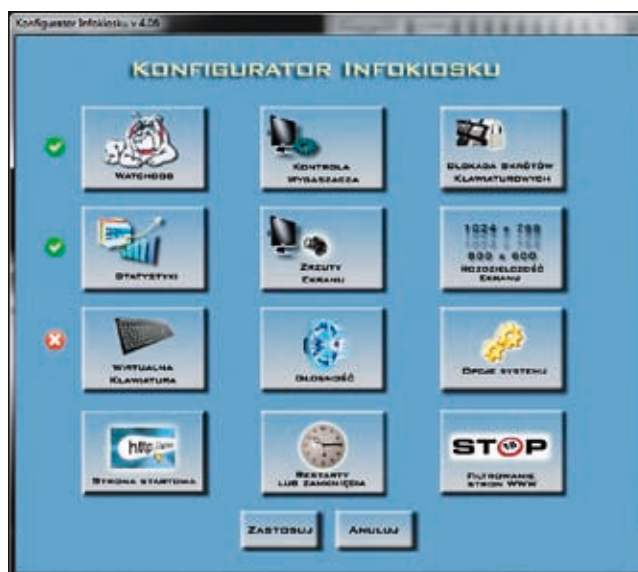 Konfigurator Infokiosku v 4.06
KONFIGURATOR INFOKIOSKU
WATCHDOG
KONTROLA
WYGASZACZA
BLOKADA SKRÓTÓW
KLAWIATUROWYCH
STATYSTYKI
ZRZUTY
EKRANU
1024 x 768
800 x 600
ROZDZIELCZOŚĆ
EKRANU
WIRTUALNA
KLAWIATURA
GŁOŚNOŚĆ
OPCJE SYSTEMU
http
STRONA STARTOWA
RESTARTY
LUB ZAMKNIĘCIA
STOP
FILTROWANIE
STRON WWW
ZASTOSUJ
ANULUJ